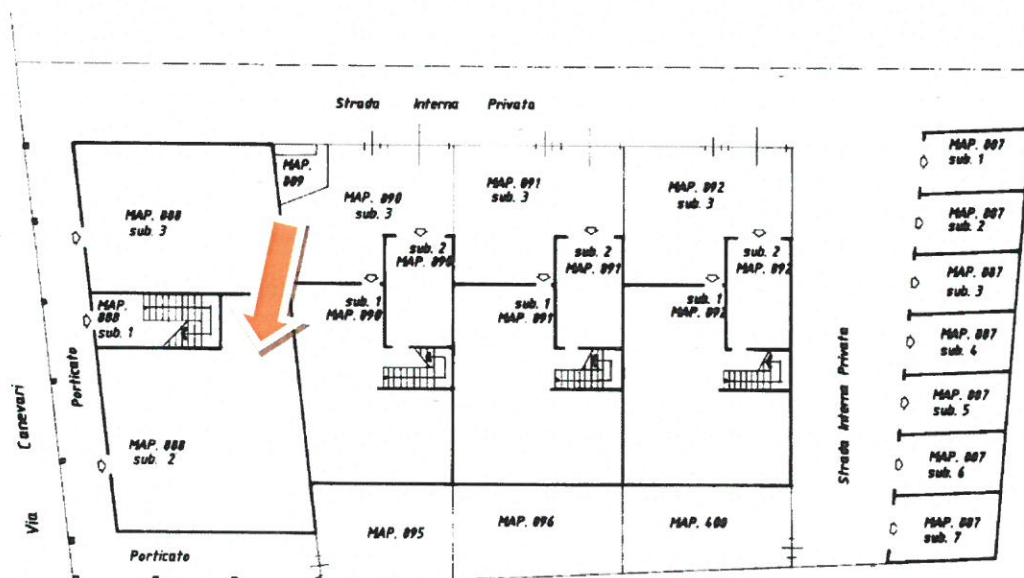 Strada Interna Privata
MAP. 889
MAP. 888
sub. 3
MAP. 890
sub. 3
MAP. 891
sub. 3
MAP. 892
sub. 3
sub. 2
MAP. 890
sub. 2
MAP. 891
sub. 2
MAP. 892
MAP.
888
sub. 1
sub. 1
MAP. 890
sub. 1
MAP. 891
sub. 1
MAP. 892
MAP. 888
sub. 2
Porticato
Via Canevari
Porticato
MAP. 895
MAP. 896
MAP. 400
Strada Interna Privata
MAP. 887
sub. 1
MAP. 887
sub. 2
MAP. 887
sub. 3
MAP. 887
sub. 4
MAP. 887
sub. 5
MAP. 887
sub. 6
MAP. 887
sub. 7